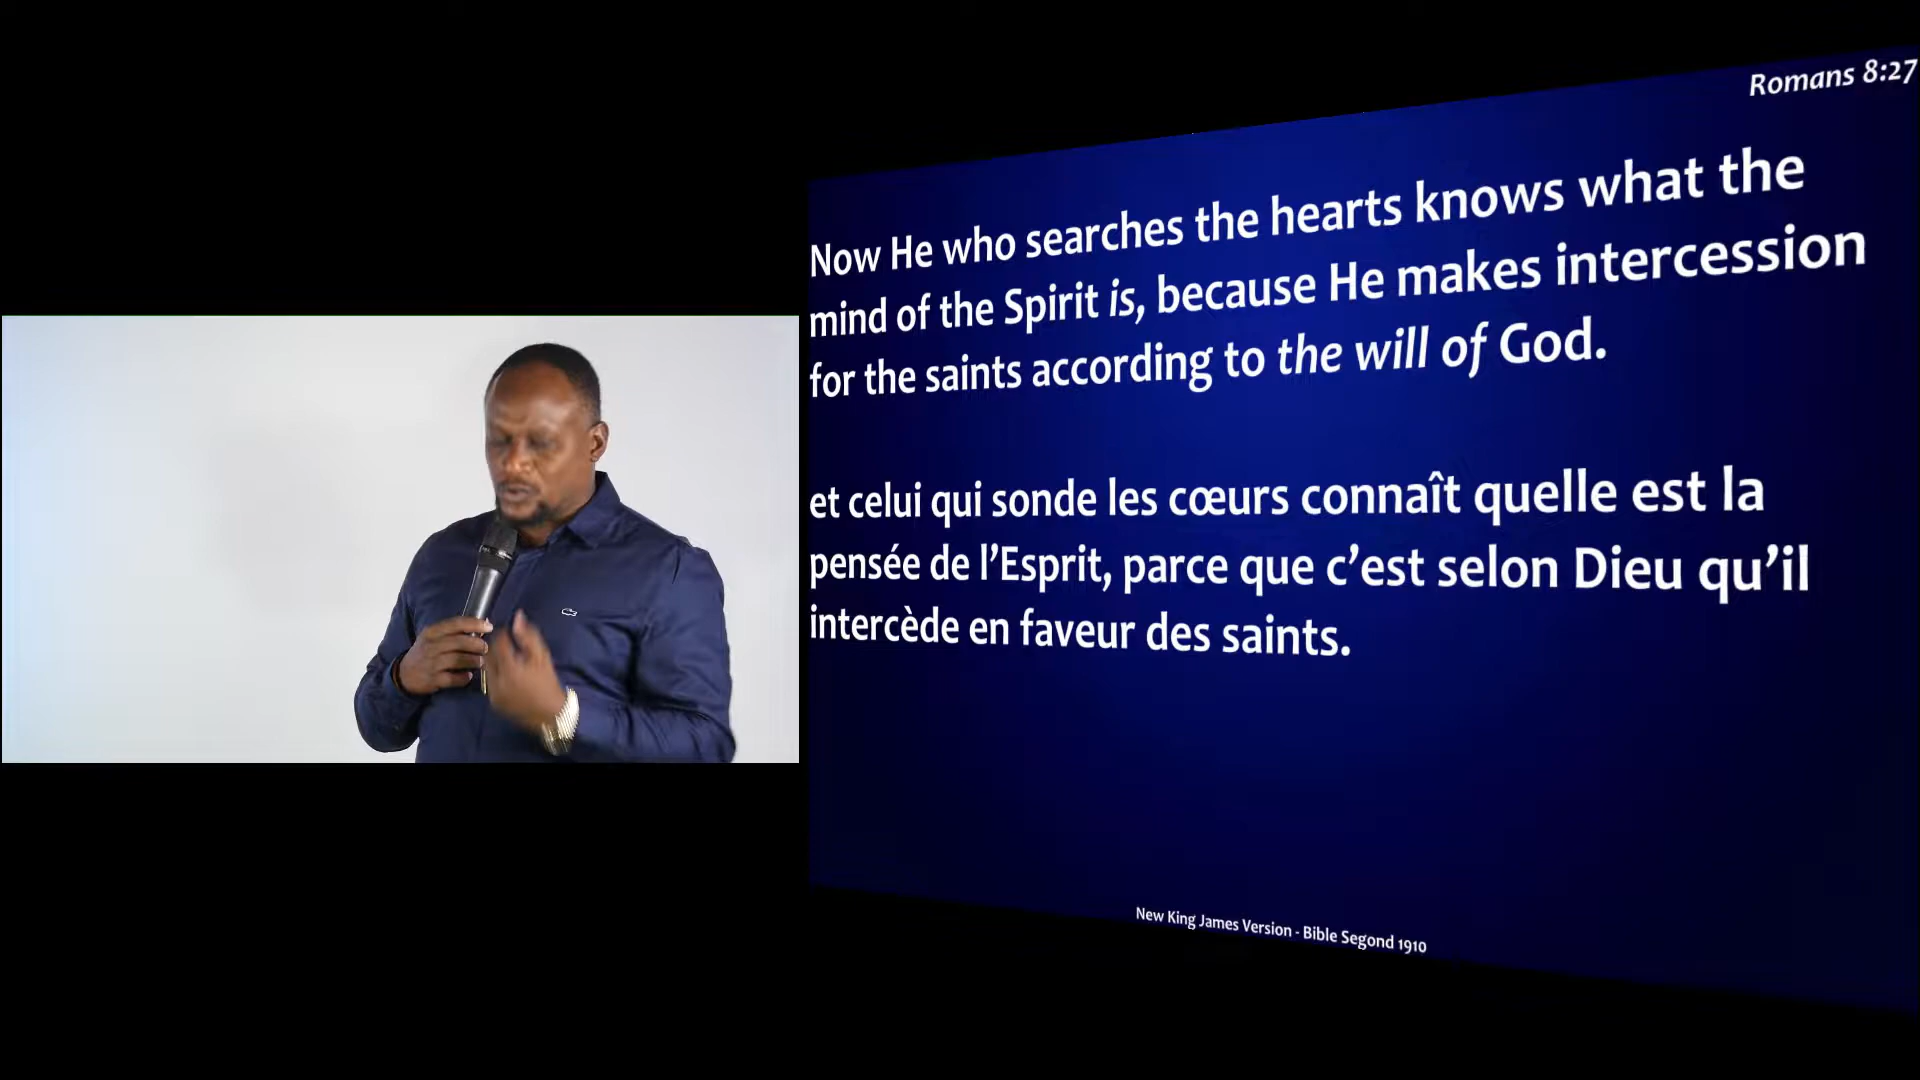 Romans 8:27
Now He who searches the hearts knows what the
mind of the Spirit is, because He makes intercession
for the saints according to the will of God.
et celui qui sonde les cœurs connaît quelle est la
pensée de l’Esprit, parce que c’est selon Dieu qu’il
intercède en faveur des saints.
New King James Version - Bible Segond 1910